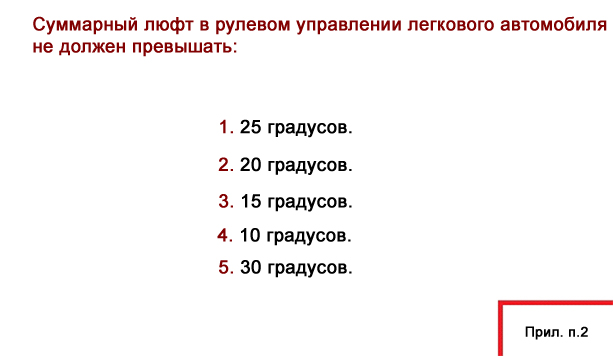 Суммарный люфт в рулевом управлении легкового автомобиля
не должен превышать:
1. 25 градусов.
2. 20 градусов.
3. 15 градусов.
4. 10 градусов.
5. 30 градусов.
Прил. п.2